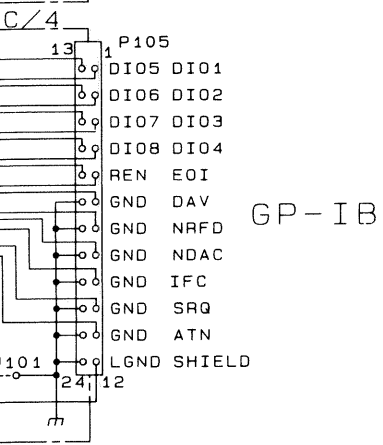 C/4
13 1 P105
DIO5 DIO1
DIO6 DIO2
DIO7 DIO3
DIO8 DIO4
REN EOI
GND DAV
GP-IB
GND NRFD
GND NDAC
GND IFC
GND SRQ
GND ATN
101 LGND SHIELD
24 12